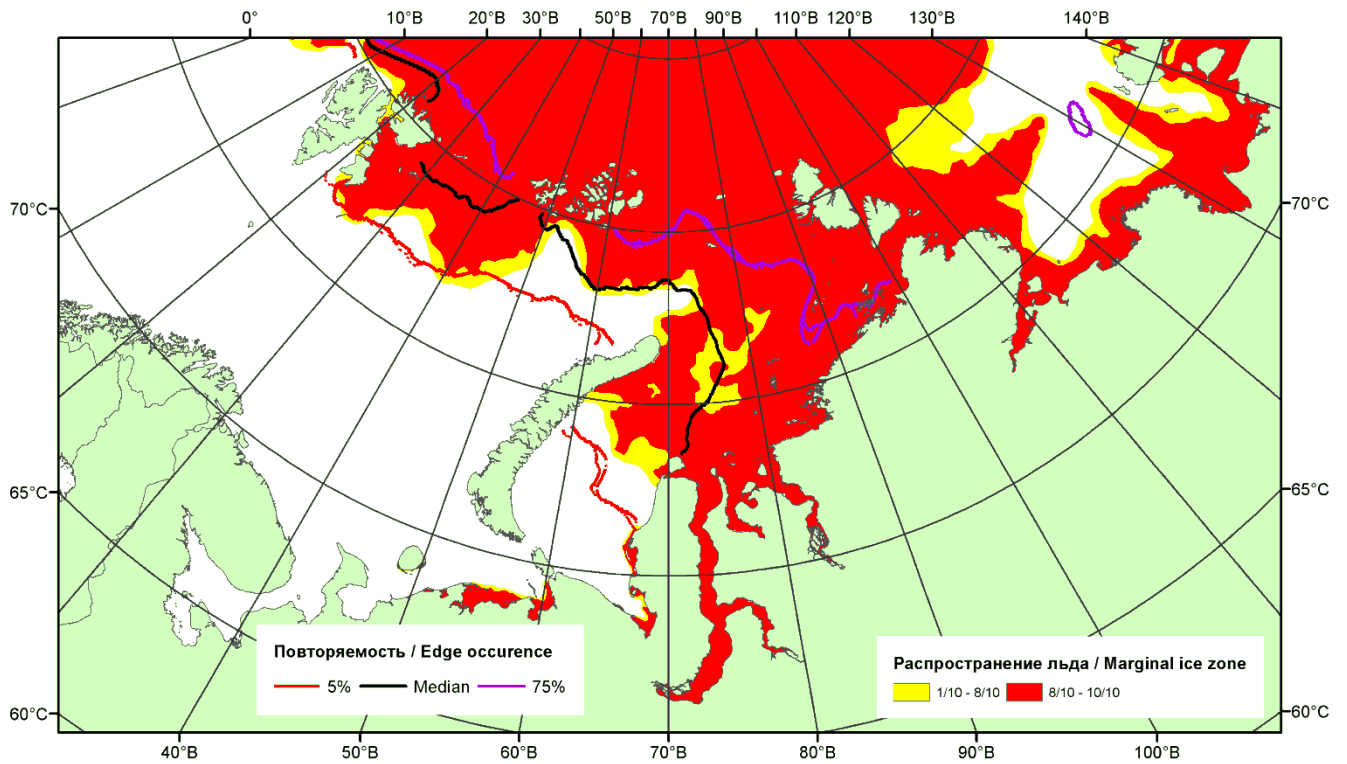 0° 10°В 20°В 30°В 50°В 70°В 90°В 110°В 120°В 130°В 140°В
70°С 70°С
65°С 65°С
60°С 60°С
Повторяемость / Edge occurence
5% Median 75%
Распространение льда / Marginal ice zone
1/10 - 8/10 8/10 - 10/10
40°В 50°В 60°В 70°В 80°В 90°В 100°В